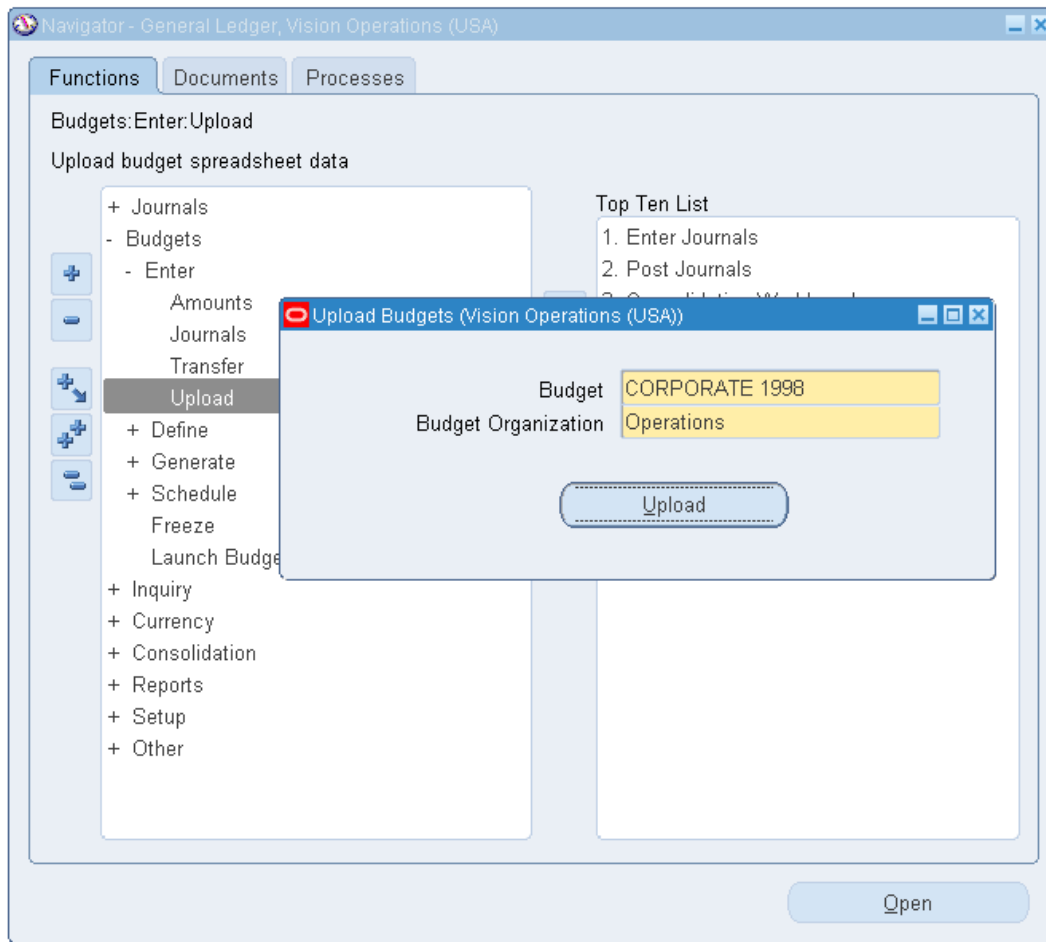 Navigator - General Ledger, Vision Operations (USA)
Functions Documents Processes
Budgets:Enter:Upload
Upload budget spreadsheet data
+ Journals
- Budgets
- Enter
Amounts
Journals
Transfer
Upload
+ Define
+ Generate
+ Schedule
Freeze
Launch Budge
+ Inquiry
+ Currency
+ Consolidation
+ Reports
+ Setup
+ Other
Top Ten List
1. Enter Journals
2. Post Journals
Upload Budgets (Vision Operations (USA))
Budget CORPORATE 1998
Budget Organization Operations
Upload
Open